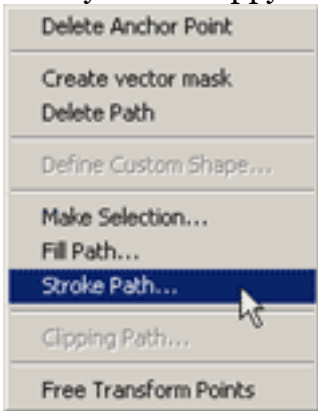 Delete Anchor Point
Create vector mask
Delete Path
Define Custom Shape...
Make Selection...
Fill Path...
Stroke Path...
Clipping Path...
Free Transform Points